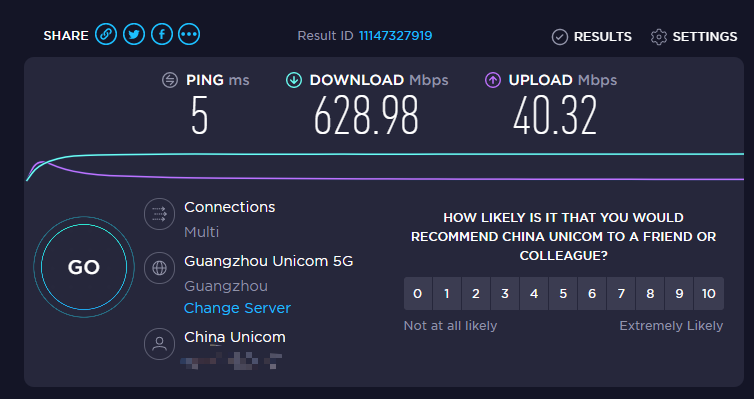 SHARE
Result ID 11147327919
RESULTS
SETTINGS
PING ms
5
DOWNLOAD Mbps
628.98
UPLOAD Mbps
40.32
GO
Connections
Multi
Guangzhou Unicom 5G
Guangzhou
Change Server
China Unicom
HOW LIKELY IS IT THAT YOU WOULD
RECOMMEND CHINA UNICOM TO A FRIEND OR
COLLEAGUE?
0 1 2 3 4 5 6 7 8 9 10
Not at all likely
Extremely Likely